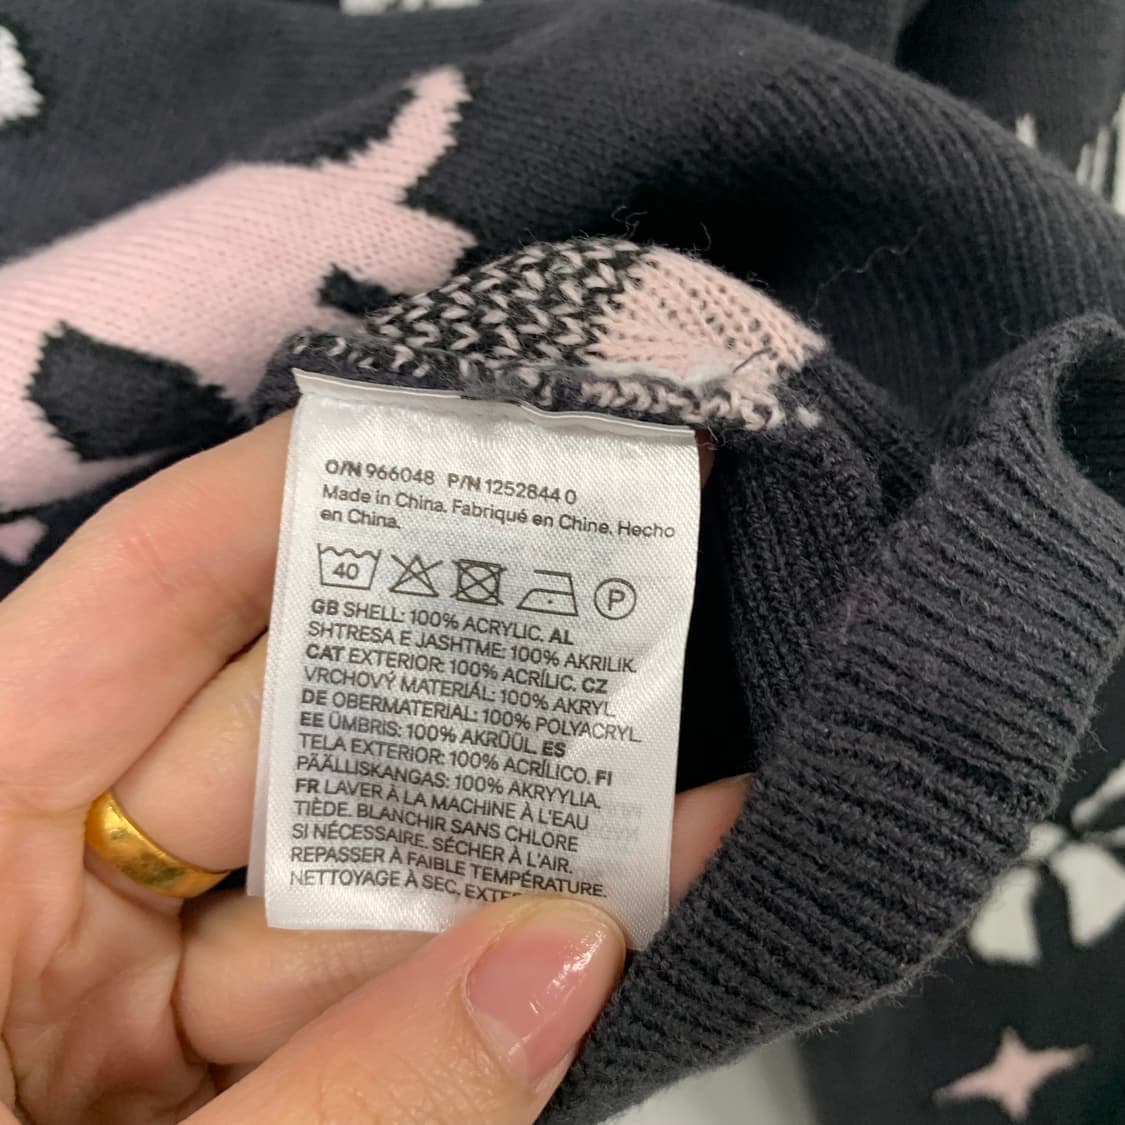 O/N 966048 P/N 1252844 0
Made in China. Fabriqué en Chine. Hecho
en China.
40 P
GB SHELL: 100% ACRYLIC. AL
SHTRESA E JASHTME: 100% AKRILIK.
CAT EXTERIOR: 100% ACRÍLIC. CZ
VRCHOVÝ MATERIÁL: 100% AKRYL.
DE OBERMATERIAL: 100% POLYACRYL.
EE ÜMBRIS: 100% AKRÜÜL. ES
TELA EXTERIOR: 100% ACRÍLICO. FI
PÄÄLLISKANGAS: 100% AKRYYLIA.
FR LAVER À LA MACHINE À L'EAU
TIÈDE. BLANCHIR SANS CHLORE
SI NÉCESSAIRE. SÉCHER À L'AIR.
REPASSER À FAIBLE TEMPÉRATURE.
NETTOYAGE À SEC.